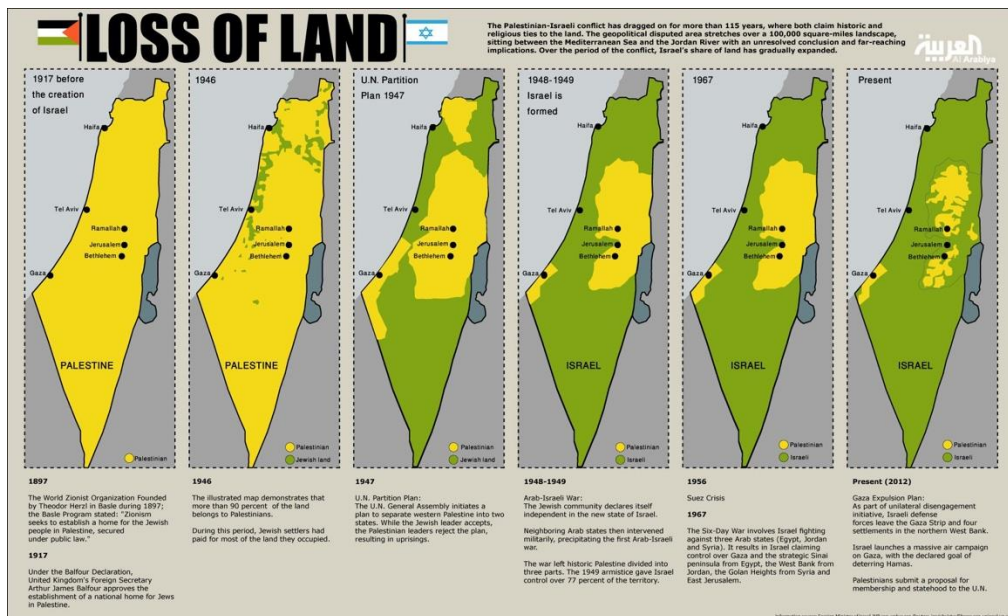 LOSS OF LAND
The Palestinian-Israeli conflict has dragged on for more than 115 years, where both claim historic and
religious ties to the land. The geopolitical disputed area stretches over a 100,000 square-miles landscape,
sitting between the Mediterranean Sea and the Jordan River with an unresolved conclusion and far-reaching
implications. Over the period of the conflict, Israel's share of land has gradually expanded.
العربية
Al Arabiya
1917 before
the creation
of Israel
Haifa
Tel Aviv
Ramallah
Jerusalem
Bethlehem
Gaza
PALESTINE
Palestinian
1946
Haifa
Tel Aviv
Ramallah
Jerusalem
Bethlehem
Gaza
PALESTINE
Palestinian
Jewish land
U.N. Partition
Plan 1947
Haifa
Tel Aviv
Ramallah
Jerusalem
Bethlehem
Gaza
Palestinian
Jewish land
1948-1949
Israel is
formed
Haifa
Tel Aviv
Ramallah
Jerusalem
Bethlehem
Gaza
ISRAEL
Palestinian
Israeli
1967
Haifa
Tel Aviv
Ramallah
Jerusalem
Bethlehem
Gaza
ISRAEL
Palestinian
Israeli
Present
Haifa
Tel Aviv
Ramallah
Jerusalem
Bethlehem
Gaza
ISRAEL
Palestinian
Israeli
1897
The World Zionist Organization Founded
by Theodor Herzl in Basle during 1897;
the Basle Program stated: "Zionism
seeks to establish a home for the Jewish
people in Palestine, secured
under public law."
1917
Under the Balfour Declaration,
United Kingdom's Foreign Secretary
Arthur James Balfour approves the
establishment of a national home for Jews
in Palestine.
1946
The illustrated map demonstrates that
more than 90 percent of the land
belongs to Palestinians.
During this period, Jewish settlers had
paid for most of the land they occupied.
1947
U.N. Partition Plan:
The U.N. General Assembly initiates a
plan to separate western Palestine into two
states. While the Jewish leader accepts,
the Palestinian leaders reject the plan,
resulting in uprisings.
1948-1949
Arab-Israeli War:
The Jewish community declares itself
independent in the new state of Israel.
Neighboring Arab states then intervened
militarily, precipitating the first Arab-Israeli
war.
The war left historic Palestine divided into
three parts. The 1949 armistice gave Israel
control over 77 percent of the territory.
1956
Suez Crisis
1967
The Six-Day War involves Israel fighting
against three Arab states (Egypt, Jordan
and Syria). It results in Israel claiming
control over Gaza and the strategic Sinai
peninsula from Egypt, the West Bank from
Jordan, the Golan Heights from Syria and
East Jerusalem.
Present (2012)
Gaza Expulsion Plan:
As part of unilateral disengagement
initiative, Israeli defense
forces leave the Gaza Strip and four
settlements in the northern West Bank.
Israel launches a massive air campaign
on Gaza, with the declared goal of
deterring Hamas.
Palestinians submit a proposal for
membership and statehood to the U.N.